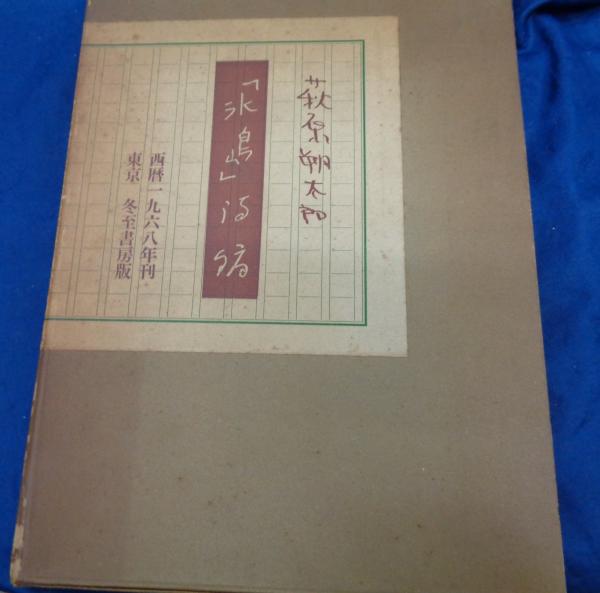 萩原朔太郎
「氷島」詩稿
西暦一九六八年刊
東京 冬至書房版